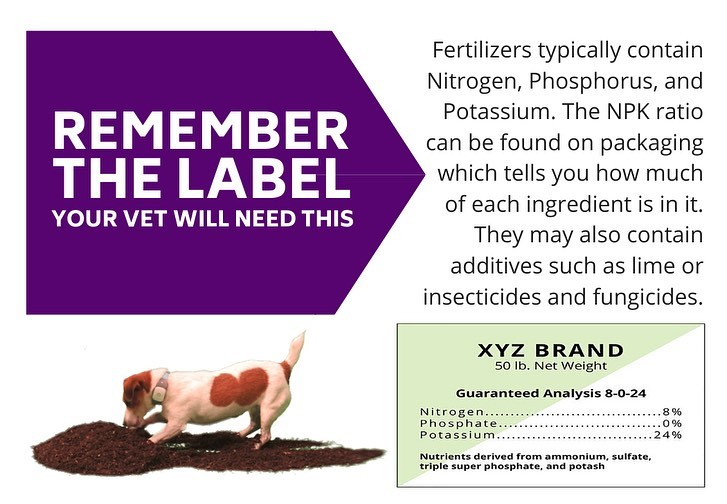 REMEMBER
THE LABEL
YOUR VET WILL NEED THIS
Fertilizers typically contain
Nitrogen, Phosphorus, and
Potassium. The NPK ratio
can be found on packaging
which tells you how much
of each ingredient is in it.
They may also contain
additives such as lime or
insecticides and fungicides.
XYZ BRAND
50 lb. Net Weight
Guaranteed Analysis 8-0-24
Nitrogen...................................8%
Phosphate................................0%
Potassium...............................24%
Nutrients derived from ammonium, sulfate,
triple super phosphate, and potash